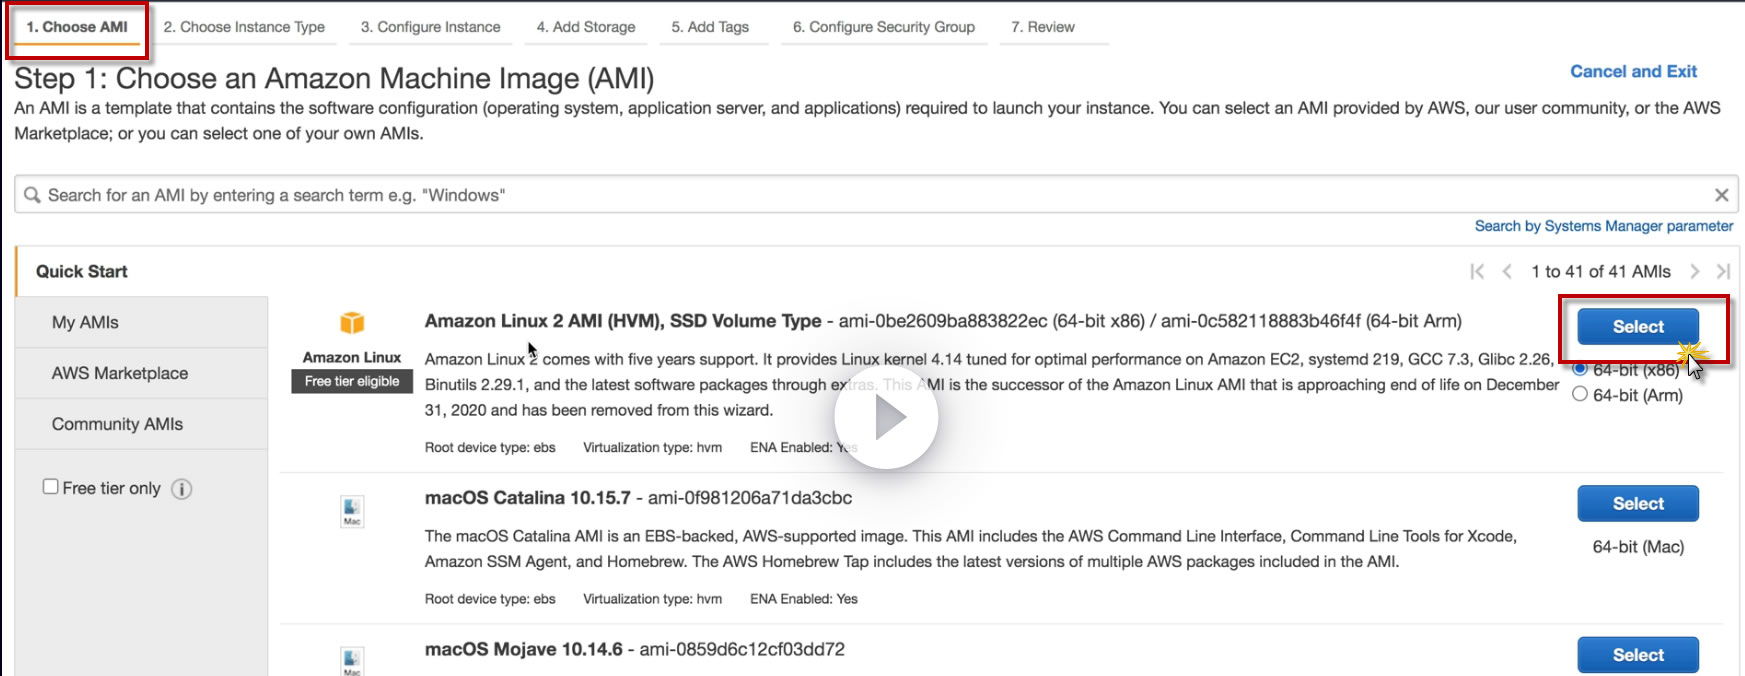 1. Choose AMI
2. Choose Instance Type
3. Configure Instance
4. Add Storage
5. Add Tags
6. Configure Security Group
7. Review
Step 1: Choose an Amazon Machine Image (AMI)
Cancel and Exit
An AMI is a template that contains the software configuration (operating system, application server, and applications) required to launch your instance. You can select an AMI provided by AWS, our user community, or the AWS
Marketplace; or you can select one of your own AMIs.
Search for an AMI by entering a search term e.g. "Windows"
Search by Systems Manager parameter
Quick Start
1 to 41 of 41 AMIs
My AMIs
AWS Marketplace
Community AMIs
Free tier only
Amazon Linux
Free tier eligible
Amazon Linux 2 AMI (HVM), SSD Volume Type - ami-0be2609ba883822ec (64-bit x86) / ami-0c582118883b46f4f (64-bit Arm)
Amazon Linux 2 comes with five years support. It provides Linux kernel 4.14 tuned for optimal performance on Amazon EC2, systemd 219, GCC 7.3, Glibc 2.26,
Binutils 2.29.1, and the latest software packages through extras. This AMI is the successor of the Amazon Linux AMI that is approaching end of life on December
31, 2020 and has been removed from this wizard.
Root device type: ebs Virtualization type: hvm ENA Enabled: Yes
Select
64-bit (x86)
64-bit (Arm)
Mac
macOS Catalina 10.15.7 - ami-0f981206a71da3cbc
The macOS Catalina AMI is an EBS-backed, AWS-supported image. This AMI includes the AWS Command Line Interface, Command Line Tools for Xcode,
Amazon SSM Agent, and Homebrew. The AWS Homebrew Tap includes the latest versions of multiple AWS packages included in the AMI.
Root device type: ebs Virtualization type: hvm ENA Enabled: Yes
Select
64-bit (Mac)
Mac
macOS Mojave 10.14.6 - ami-0859d6c12cf03dd72
Select